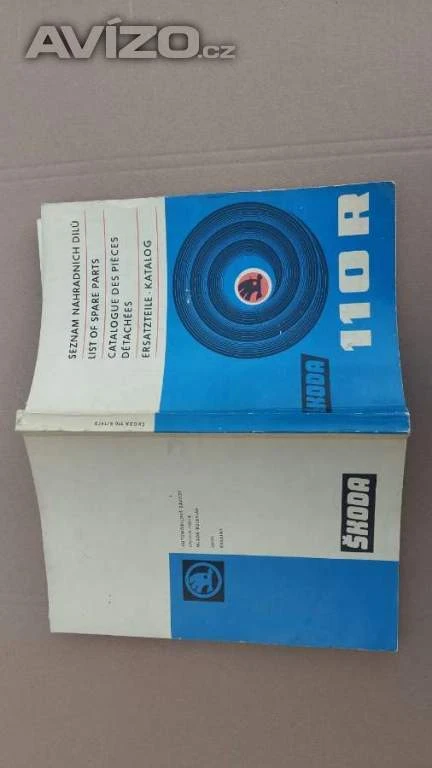 AVÍZO.cz
SEZNAM NÁHRADNÍCH DÍLŮ
LIST OF SPARE PARTS
CATALOGUE DES PIÈCES
DÉTACHÉES
ERSATZTEILE - KATALOG
ŠKODA
110 R
ŠKODA